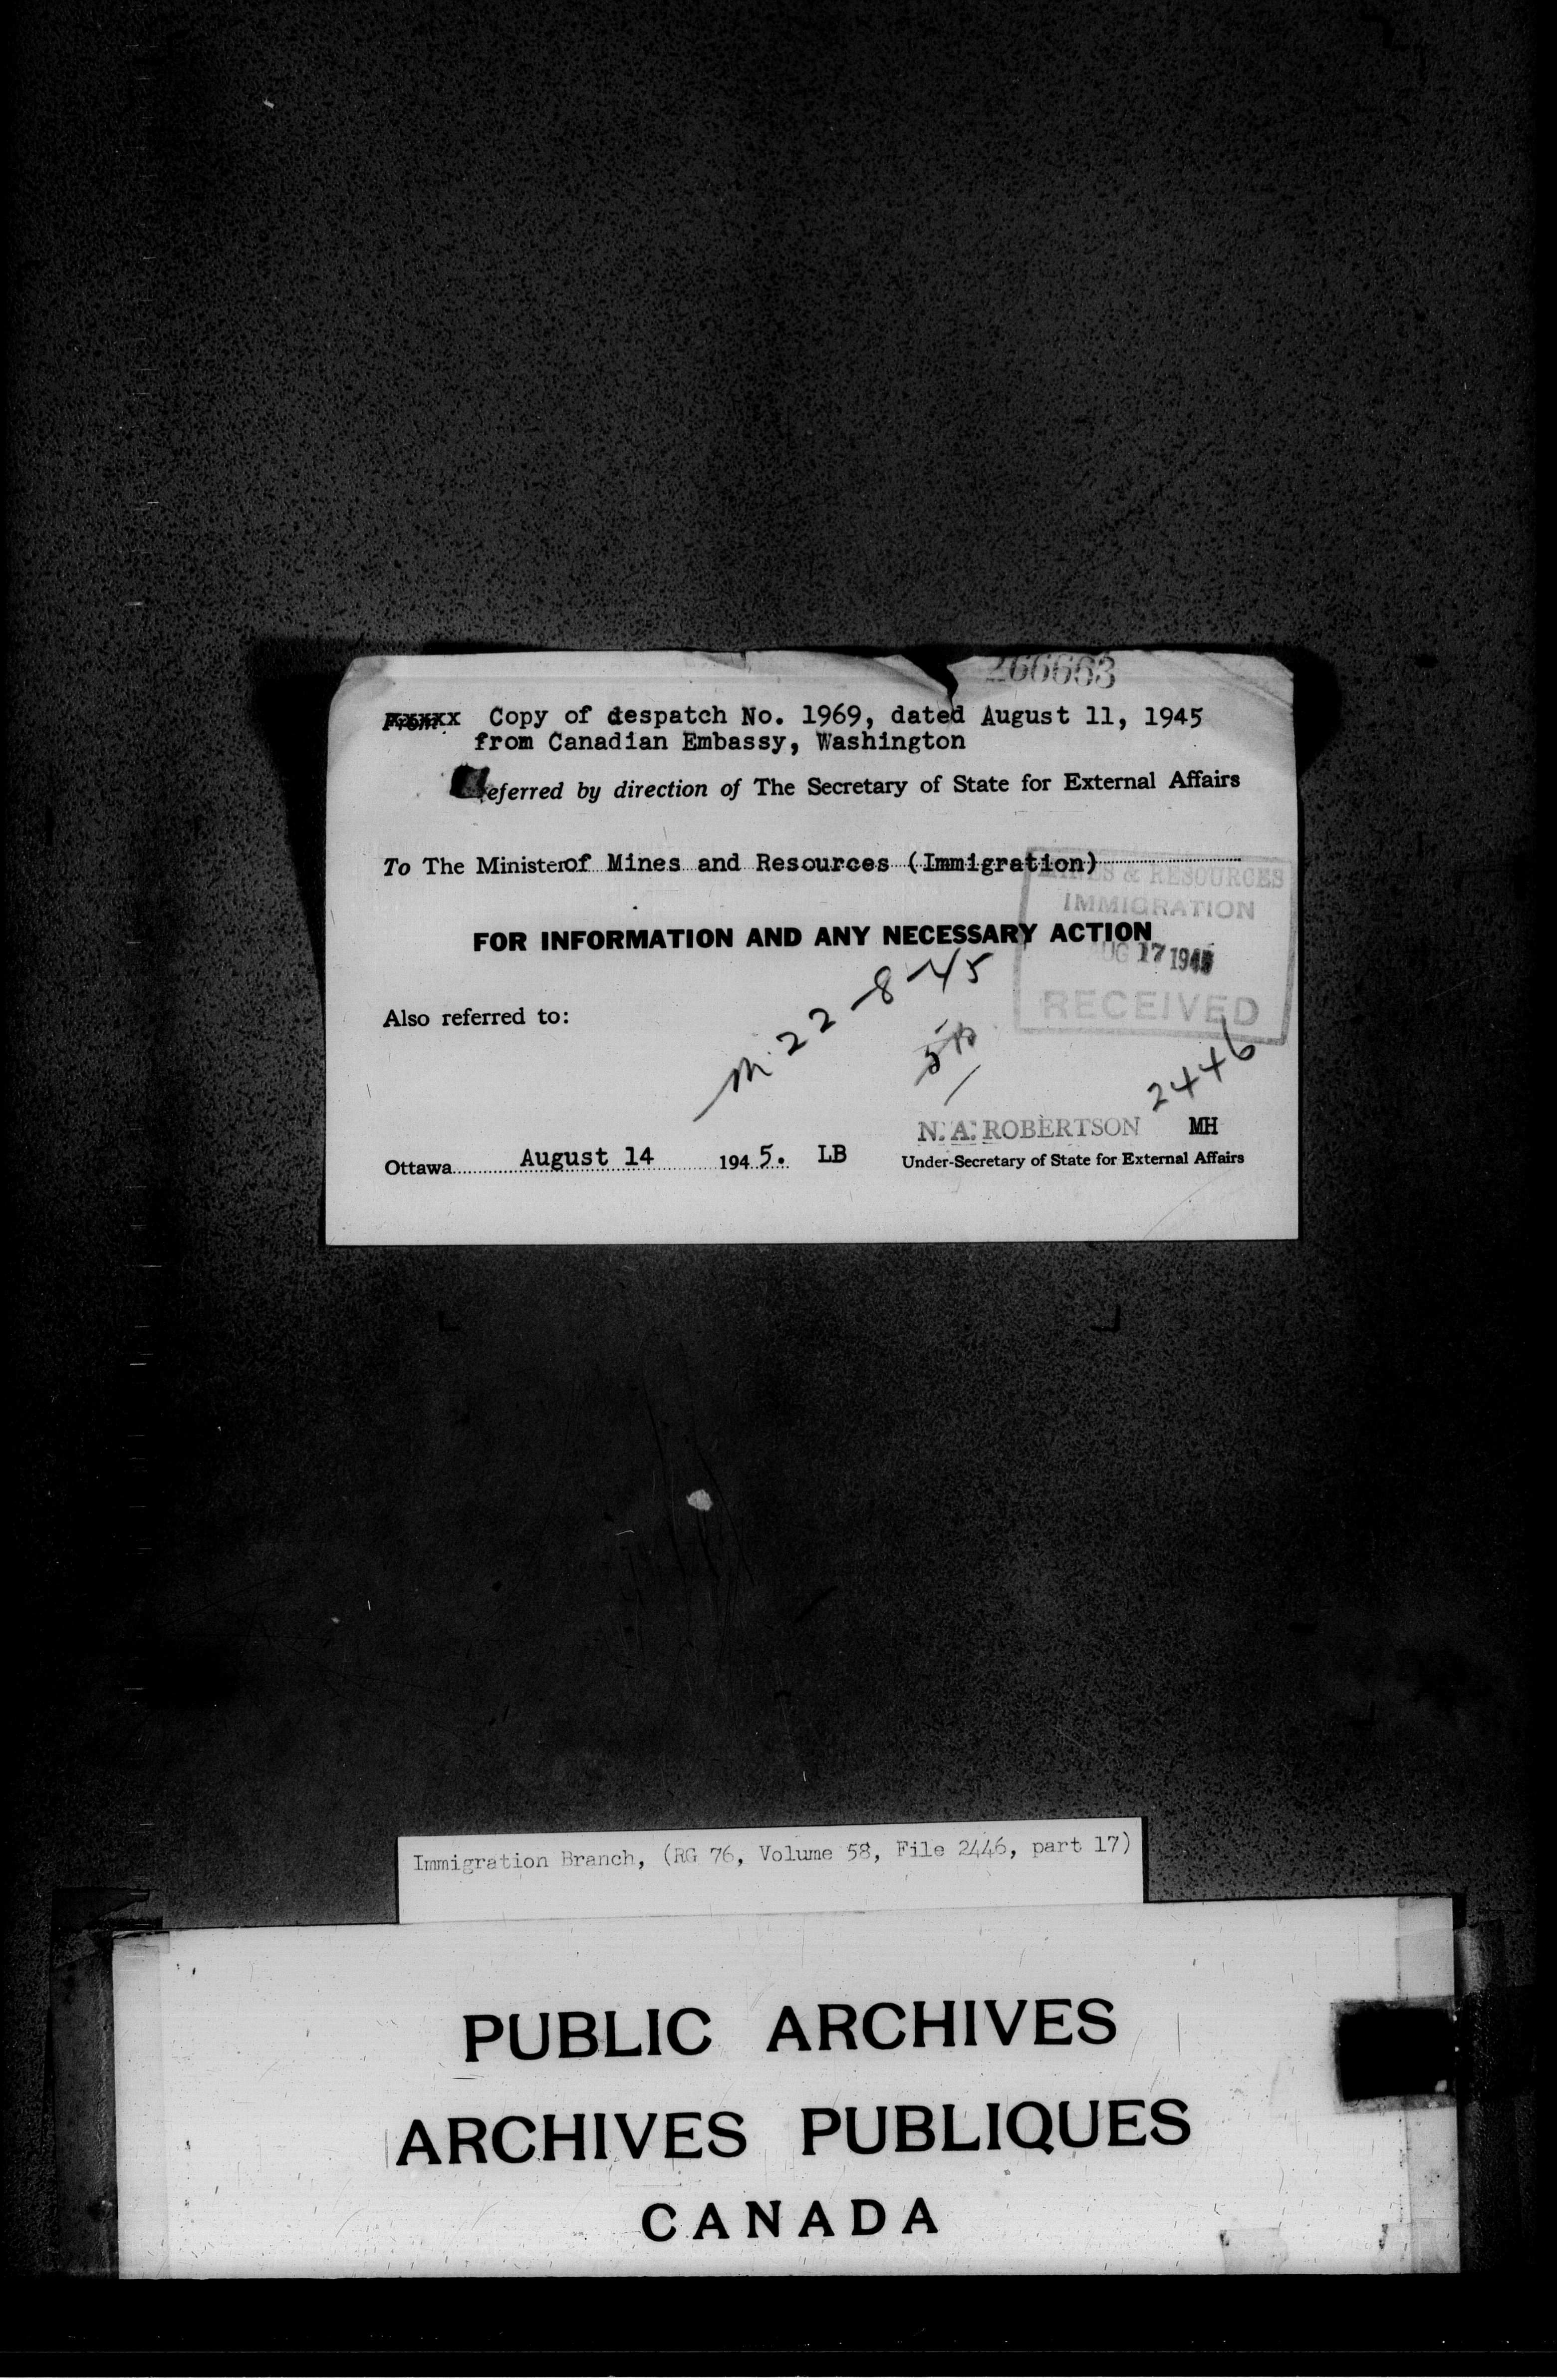 266663
From: Copy of despatch No. 1969, dated August 11, 1945
from Canadian Embassy, Washington
eferred by direction of The Secretary of State for External Affairs
To The Minister of Mines and Resources (Immigration)
MINES & RESOURCES
IMMIGRATION
FOR INFORMATION AND ANY NECESSARY ACTION
AUG 17 1945
RECEIVED
Also referred to:
m. 22-8-45
2446
N. A. ROBERTSON MH
Ottawa August 14 1945. LB Under-Secretary of State for External Affairs
Immigration Branch, (RG 76, Volume 58, File 2446, part 17)
PUBLIC ARCHIVES
ARCHIVES PUBLIQUES
CANADA